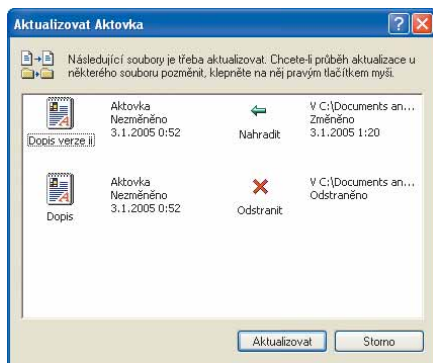 Aktualizovat Aktovka
Následující soubory je třeba aktualizovat. Chcete-li průběh aktualizace u
některého souboru pozměnit, klepněte na něj pravým tlačítkem myši.
Dopis verze ii
Aktovka
Nezměněno
3.1.2005 0:52
Nahradit
V C:\Documents an...
Změněno
3.1.2005 1:20
Dopis
Aktovka
Nezměněno
3.1.2005 0:52
Odstranit
V C:\Documents an...
Odstraněno
Aktualizovat
Storno